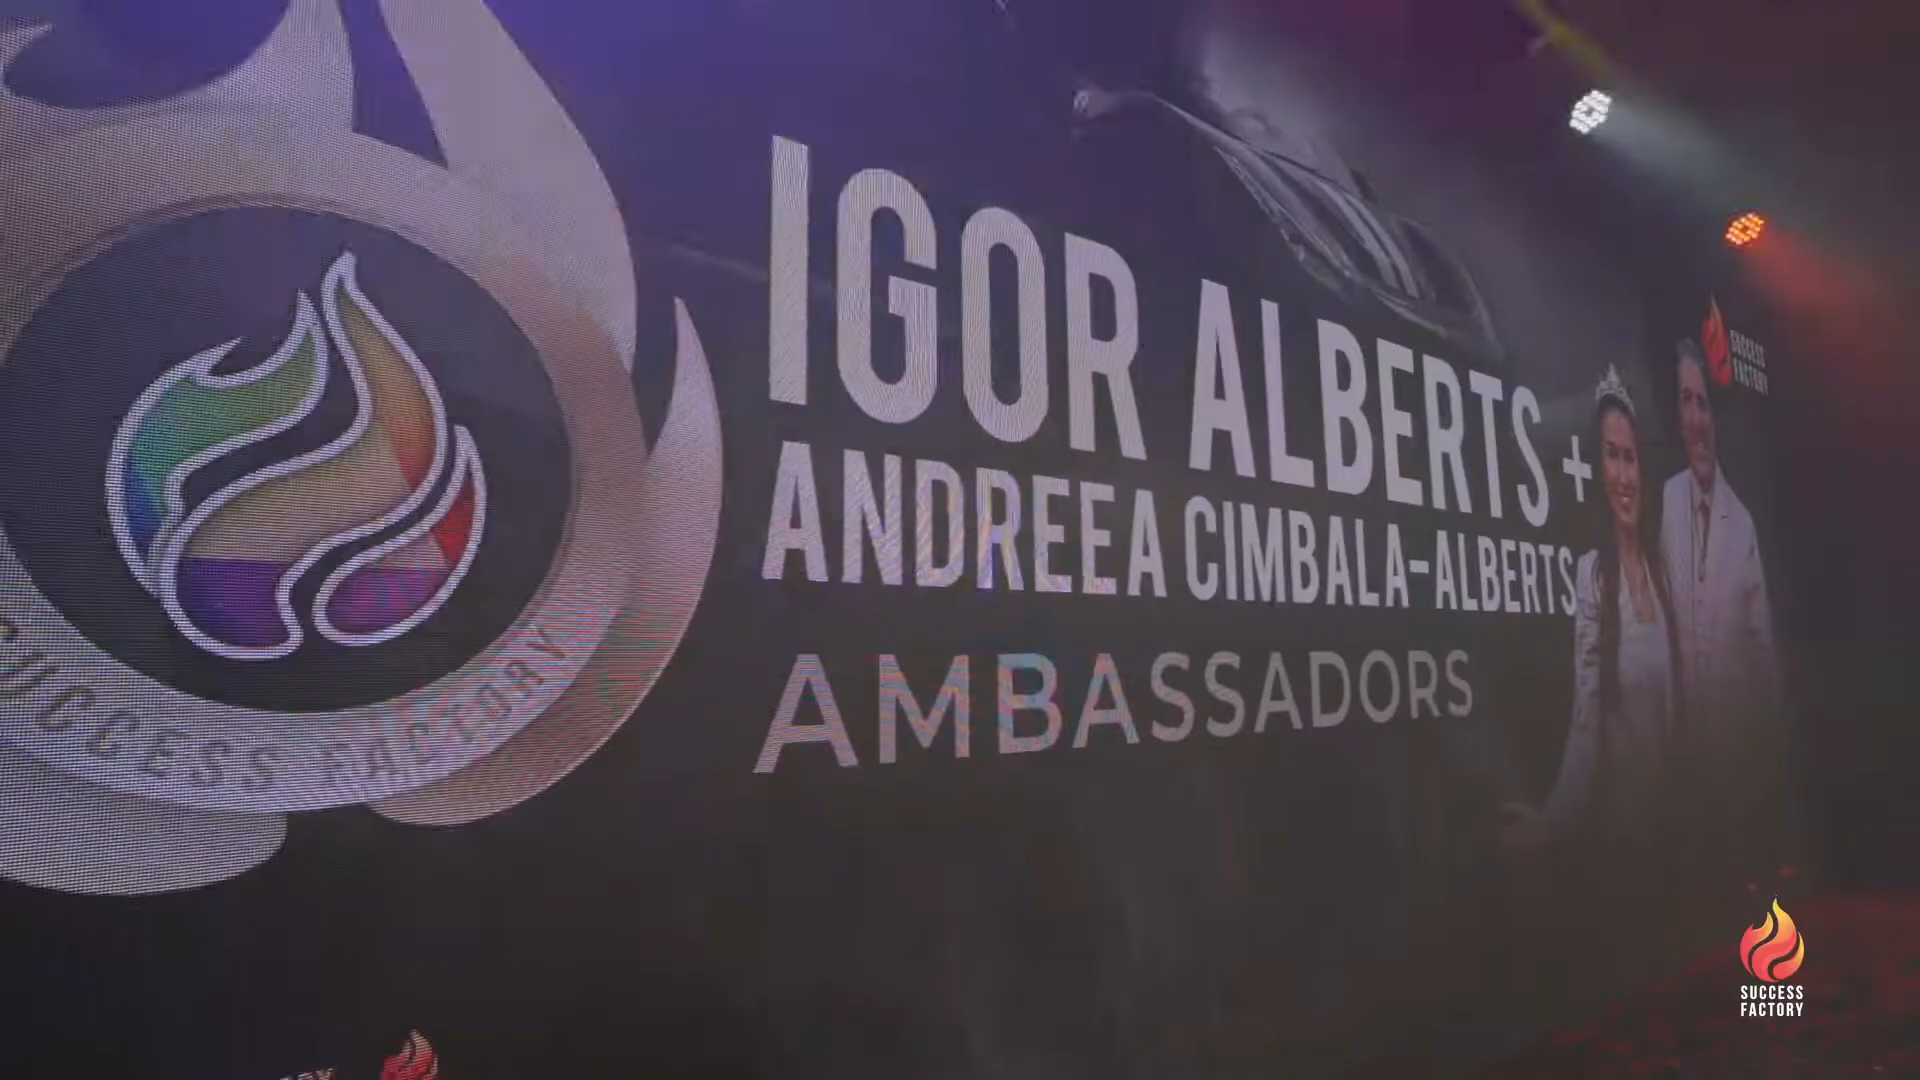 IGOR ALBERTS +
ANDREEA CIMBALA-ALBERTS
AMBASSADORS
SUCCESS FACTORY
SUCCESS
FACTORY
SUCCESS
FACTORY